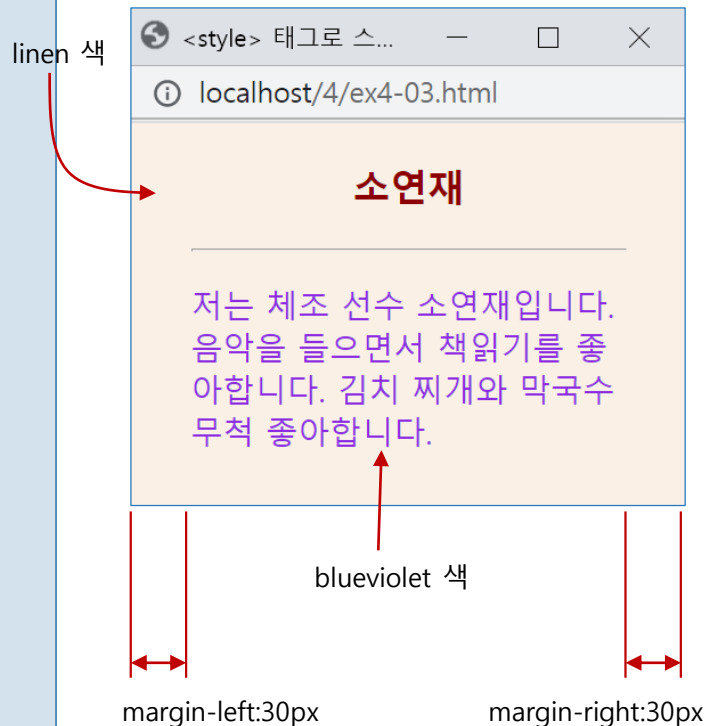 <style> 태그로 스...
linen 색
localhost/4/ex4-03.html
소연재
저는 체조 선수 소연재입니다.
음악을 들으면서 책읽기를 좋
아합니다. 김치 찌개와 막국수
무척 좋아합니다.
blueviolet 색
margin-left:30px
margin-right:30px